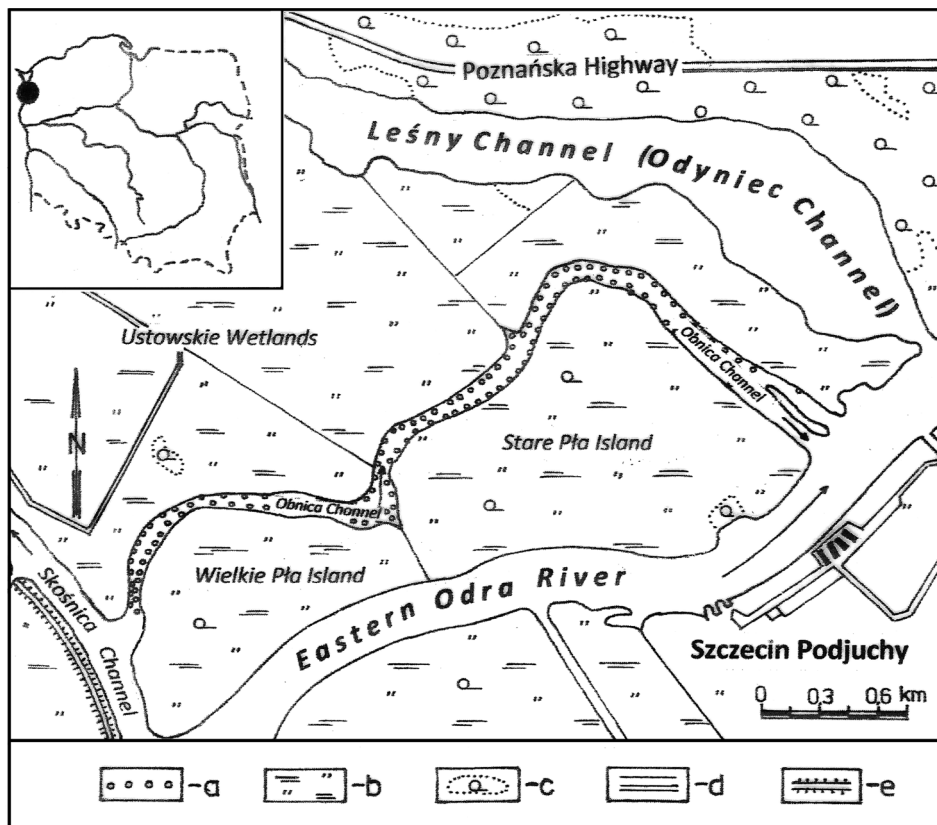 Poznańska Highway
Leśny Channel (Odyniec Channel)
Ustowskie Wetlands
Obnica Channel
N
Stare Pła Island
Obnica Channel
Wielkie Pła Island
Eastern Odra River
Skośnica Channel
Szczecin Podjuchy
0 0,3 0,6 km
-a -b -c -d -e